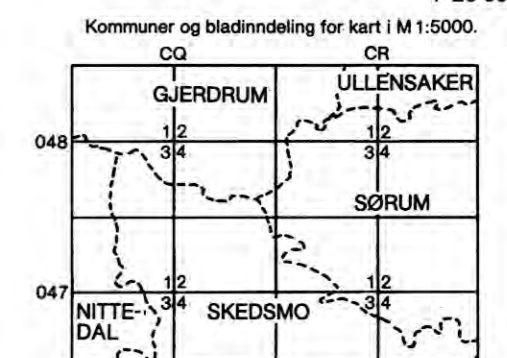 Kommuner og bladinndeling for kart i M 1:5000.
CQ CR
GJERDRUM ULLENSAKER
048 1 2 1 2
3 4 3 4
SØRUM
047 1 2 1 2
3 4 3 4
NITTE-
DAL SKEDSMO